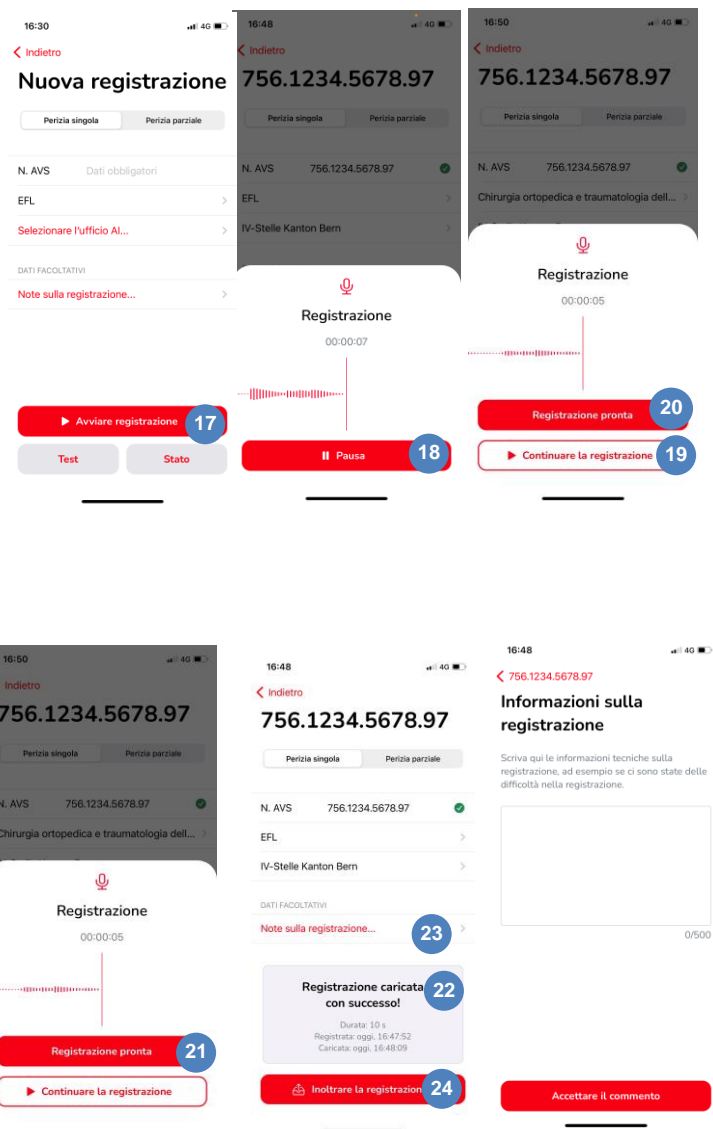 16:30
4G
Indietro
Nuova registrazione
Perizia singola Perizia parziale
N. AVS Dati obbligatori
EFL
Selezionare l'ufficio AI...
DATI FACOLTATIVI
Note sulla registrazione...
Avviare registrazione 17
Test Stato
16:48
4G
Indietro
756.1234.5678.97
Perizia singola Perizia parziale
N. AVS 756.1234.5678.97
EFL
IV-Stelle Kanton Bern
Registrazione
00:00:07
Pausa 18
16:50
4G
Indietro
756.1234.5678.97
Perizia singola Perizia parziale
N. AVS 756.1234.5678.97
Chirurgia ortopedica e traumatologia dell...
Registrazione
00:00:05
Registrazione pronta 20
Continuare la registrazione 19
16:50
4G
Indietro
756.1234.5678.97
Perizia singola Perizia parziale
N. AVS 756.1234.5678.97
Chirurgia ortopedica e traumatologia dell...
Registrazione
00:00:05
Registrazione pronta 21
Continuare la registrazione
16:48
4G
Indietro
756.1234.5678.97
Perizia singola Perizia parziale
N. AVS 756.1234.5678.97
EFL
IV-Stelle Kanton Bern
DATI FACOLTATIVI
Note sulla registrazione... 23
Registrazione caricata 22
con successo!
Durata: 10 s
Registrata: oggi, 16:47:52
Caricata: oggi, 16:48:09
Inoltrare la registrazion 24
16:48
4G
756.1234.5678.97
Informazioni sulla
registrazione
Scriva qui le informazioni tecniche sulla
registrazione, ad esempio se ci sono state delle
difficoltà nella registrazione.
0/500
Accettare il commento